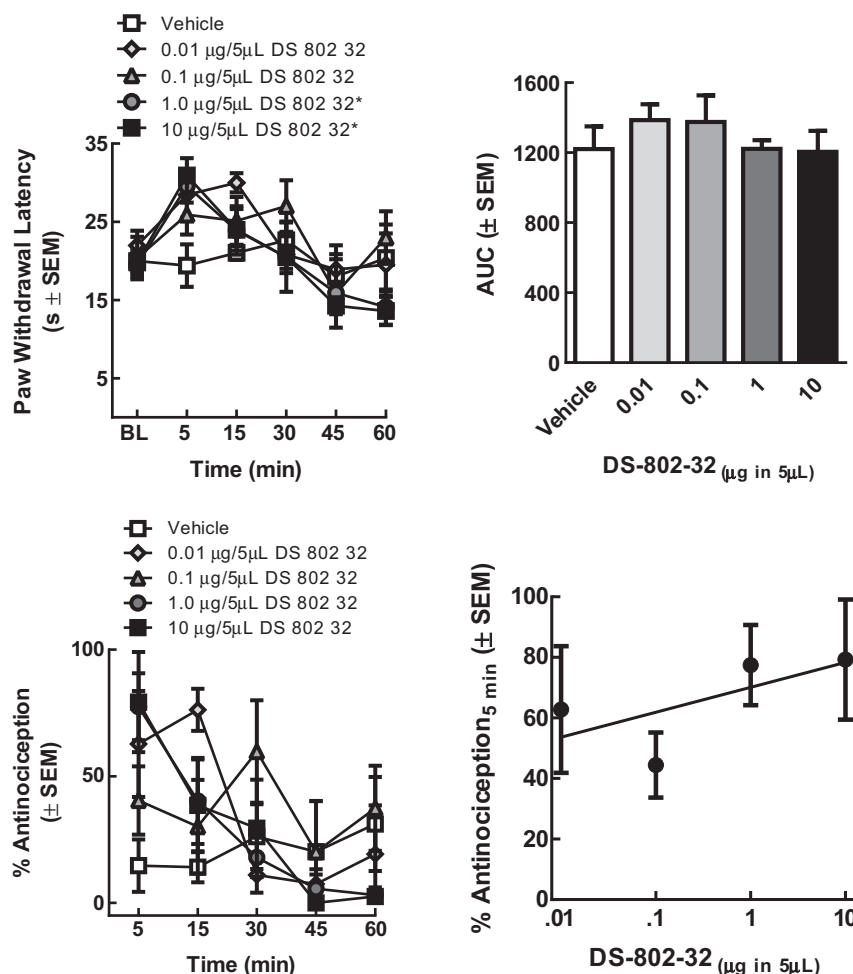 Vehicle
0.01 μg/5μL DS 802 32
0.1 μg/5μL DS 802 32
1.0 μg/5μL DS 802 32*
10 μg/5μL DS 802 32*
Paw Withdrawal Latency
(s ± SEM)
35
25
15
5
BL 5 15 30 45 60
Time (min)
AUC (± SEM)
1600
1200
800
400
0
Vehicle 0.01 0.1 1 10
DS-802-32 (μg in 5μL)
Vehicle
0.01 μg/5μL DS 802 32
0.1 μg/5μL DS 802 32
1.0 μg/5μL DS 802 32
10 μg/5μL DS 802 32
% Antinociception
(± SEM)
100
50
0
5 15 30 45 60
Time (min)
% Antinociception5 min (± SEM)
100
80
60
40
20
0
.01 .1 1 10
DS-802-32 (μg in 5μL)